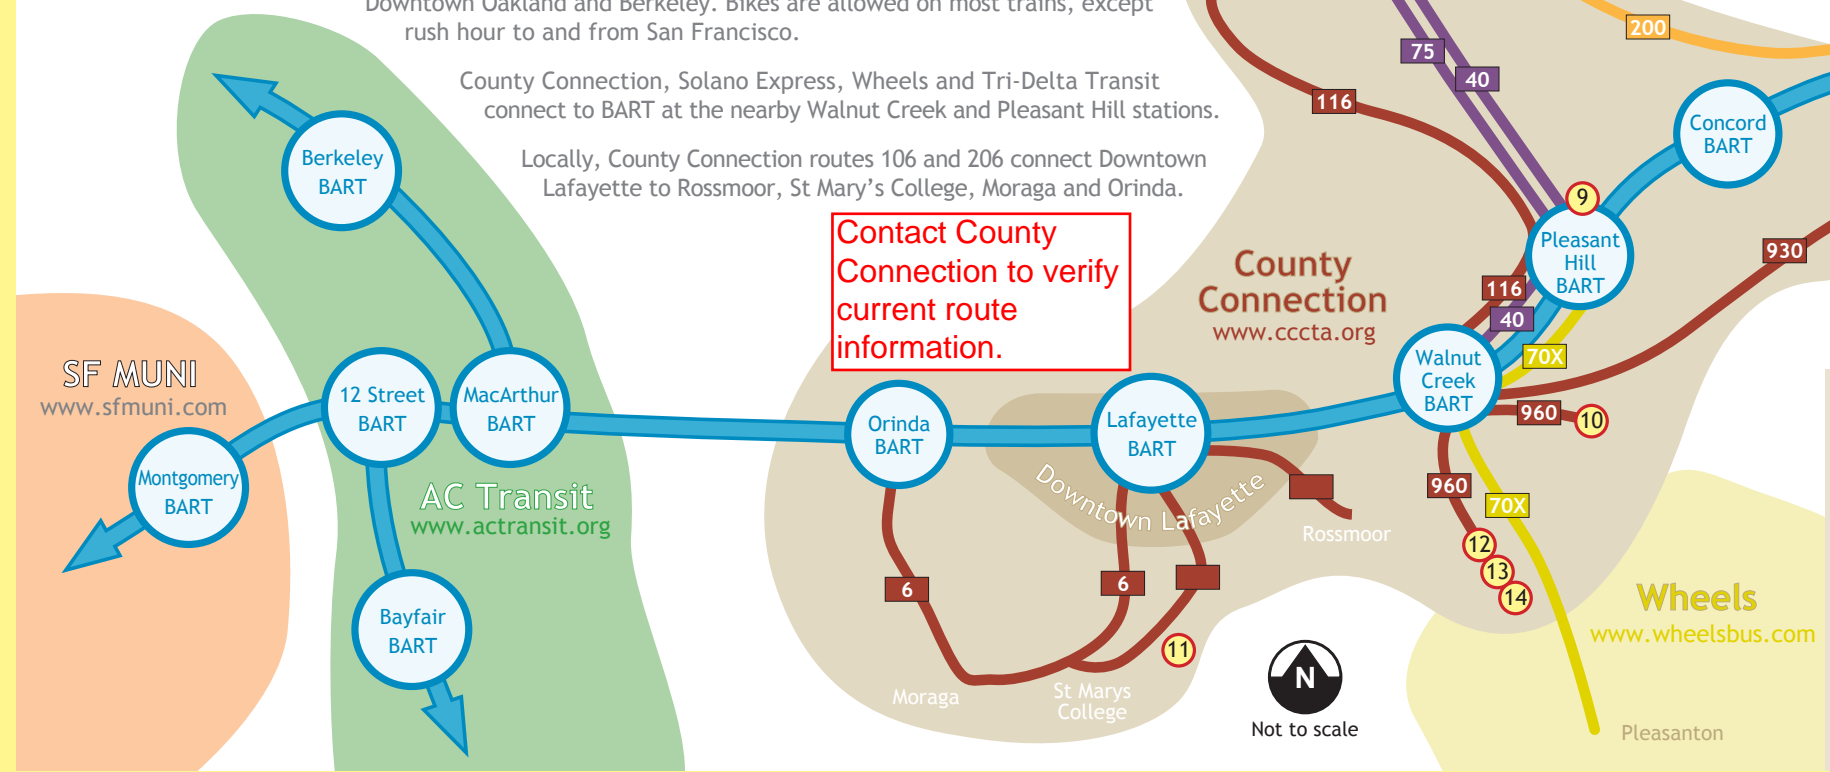 Downtown Oakland and Berkeley. Bikes are allowed on most trains, except
rush hour to and from San Francisco.
County Connection, Solano Express, Wheels and Tri-Delta Transit
connect to BART at the nearby Walnut Creek and Pleasant Hill stations.
Locally, County Connection routes 106 and 206 connect Downtown
Lafayette to Rossmoor, St Mary's College, Moraga and Orinda.
Contact County
Connection to verify
current route
information.
200
75
40
116
Concord
BART
Berkeley
BART
9
Pleasant
Hill
BART
930
County
Connection
www.cccta.org
116
40
70X
SF MUNI
www.sfmuni.com
12 Street
BART
MacArthur
BART
Orinda
BART
Lafayette
BART
Walnut
Creek
BART
960
10
Montgomery
BART
AC Transit
www.actransit.org
Downtown Lafayette
Rossmoor
960
70X
12
13
14
6
6
Bayfair
BART
11
Wheels
www.wheelsbus.com
Moraga
St Marys
College
N
Not to scale
Pleasanton